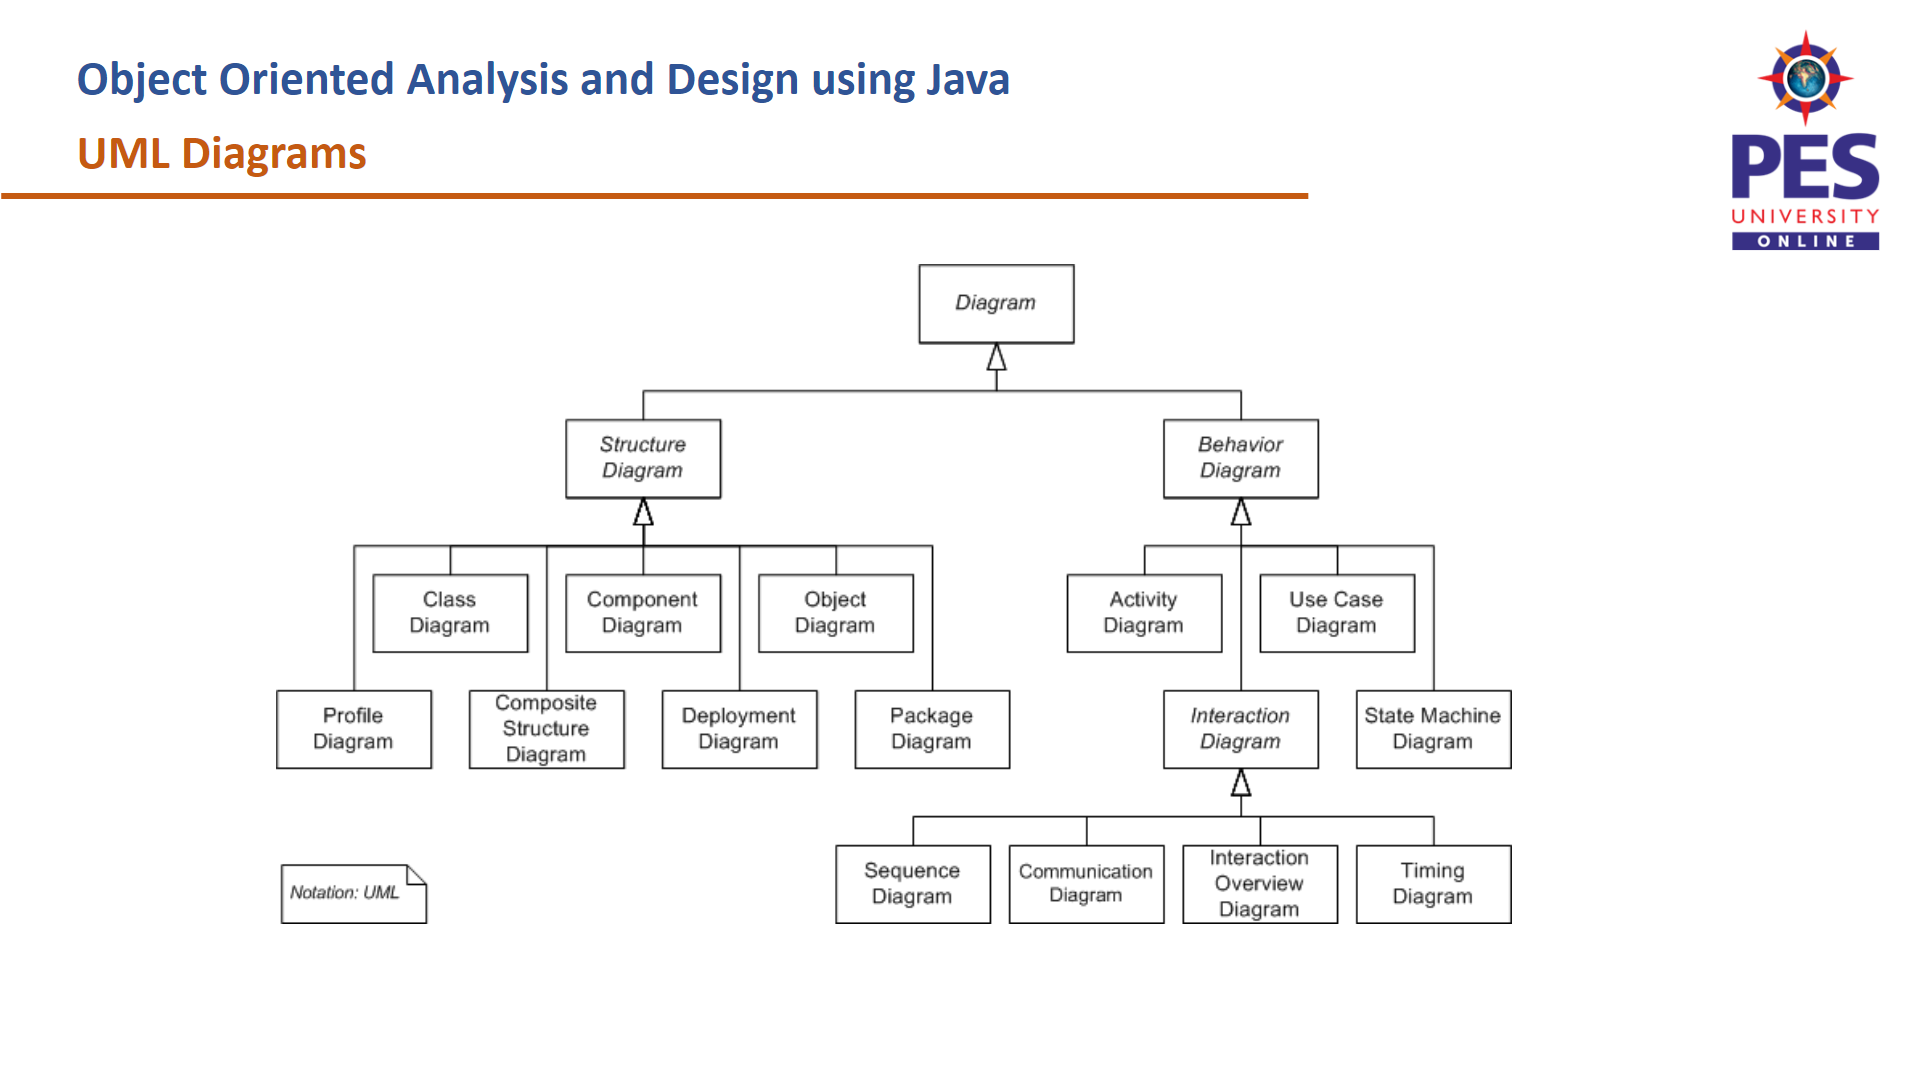 Object Oriented Analysis and Design using Java
UML Diagrams
PES
UNIVERSITY
ONLINE
Diagram
Structure
Diagram
Behavior
Diagram
Class
Diagram
Component
Diagram
Object
Diagram
Activity
Diagram
Use Case
Diagram
Profile
Diagram
Composite
Structure
Diagram
Deployment
Diagram
Package
Diagram
Interaction
Diagram
State Machine
Diagram
Sequence
Diagram
Communication
Diagram
Interaction
Overview
Diagram
Timing
Diagram
Notation: UML